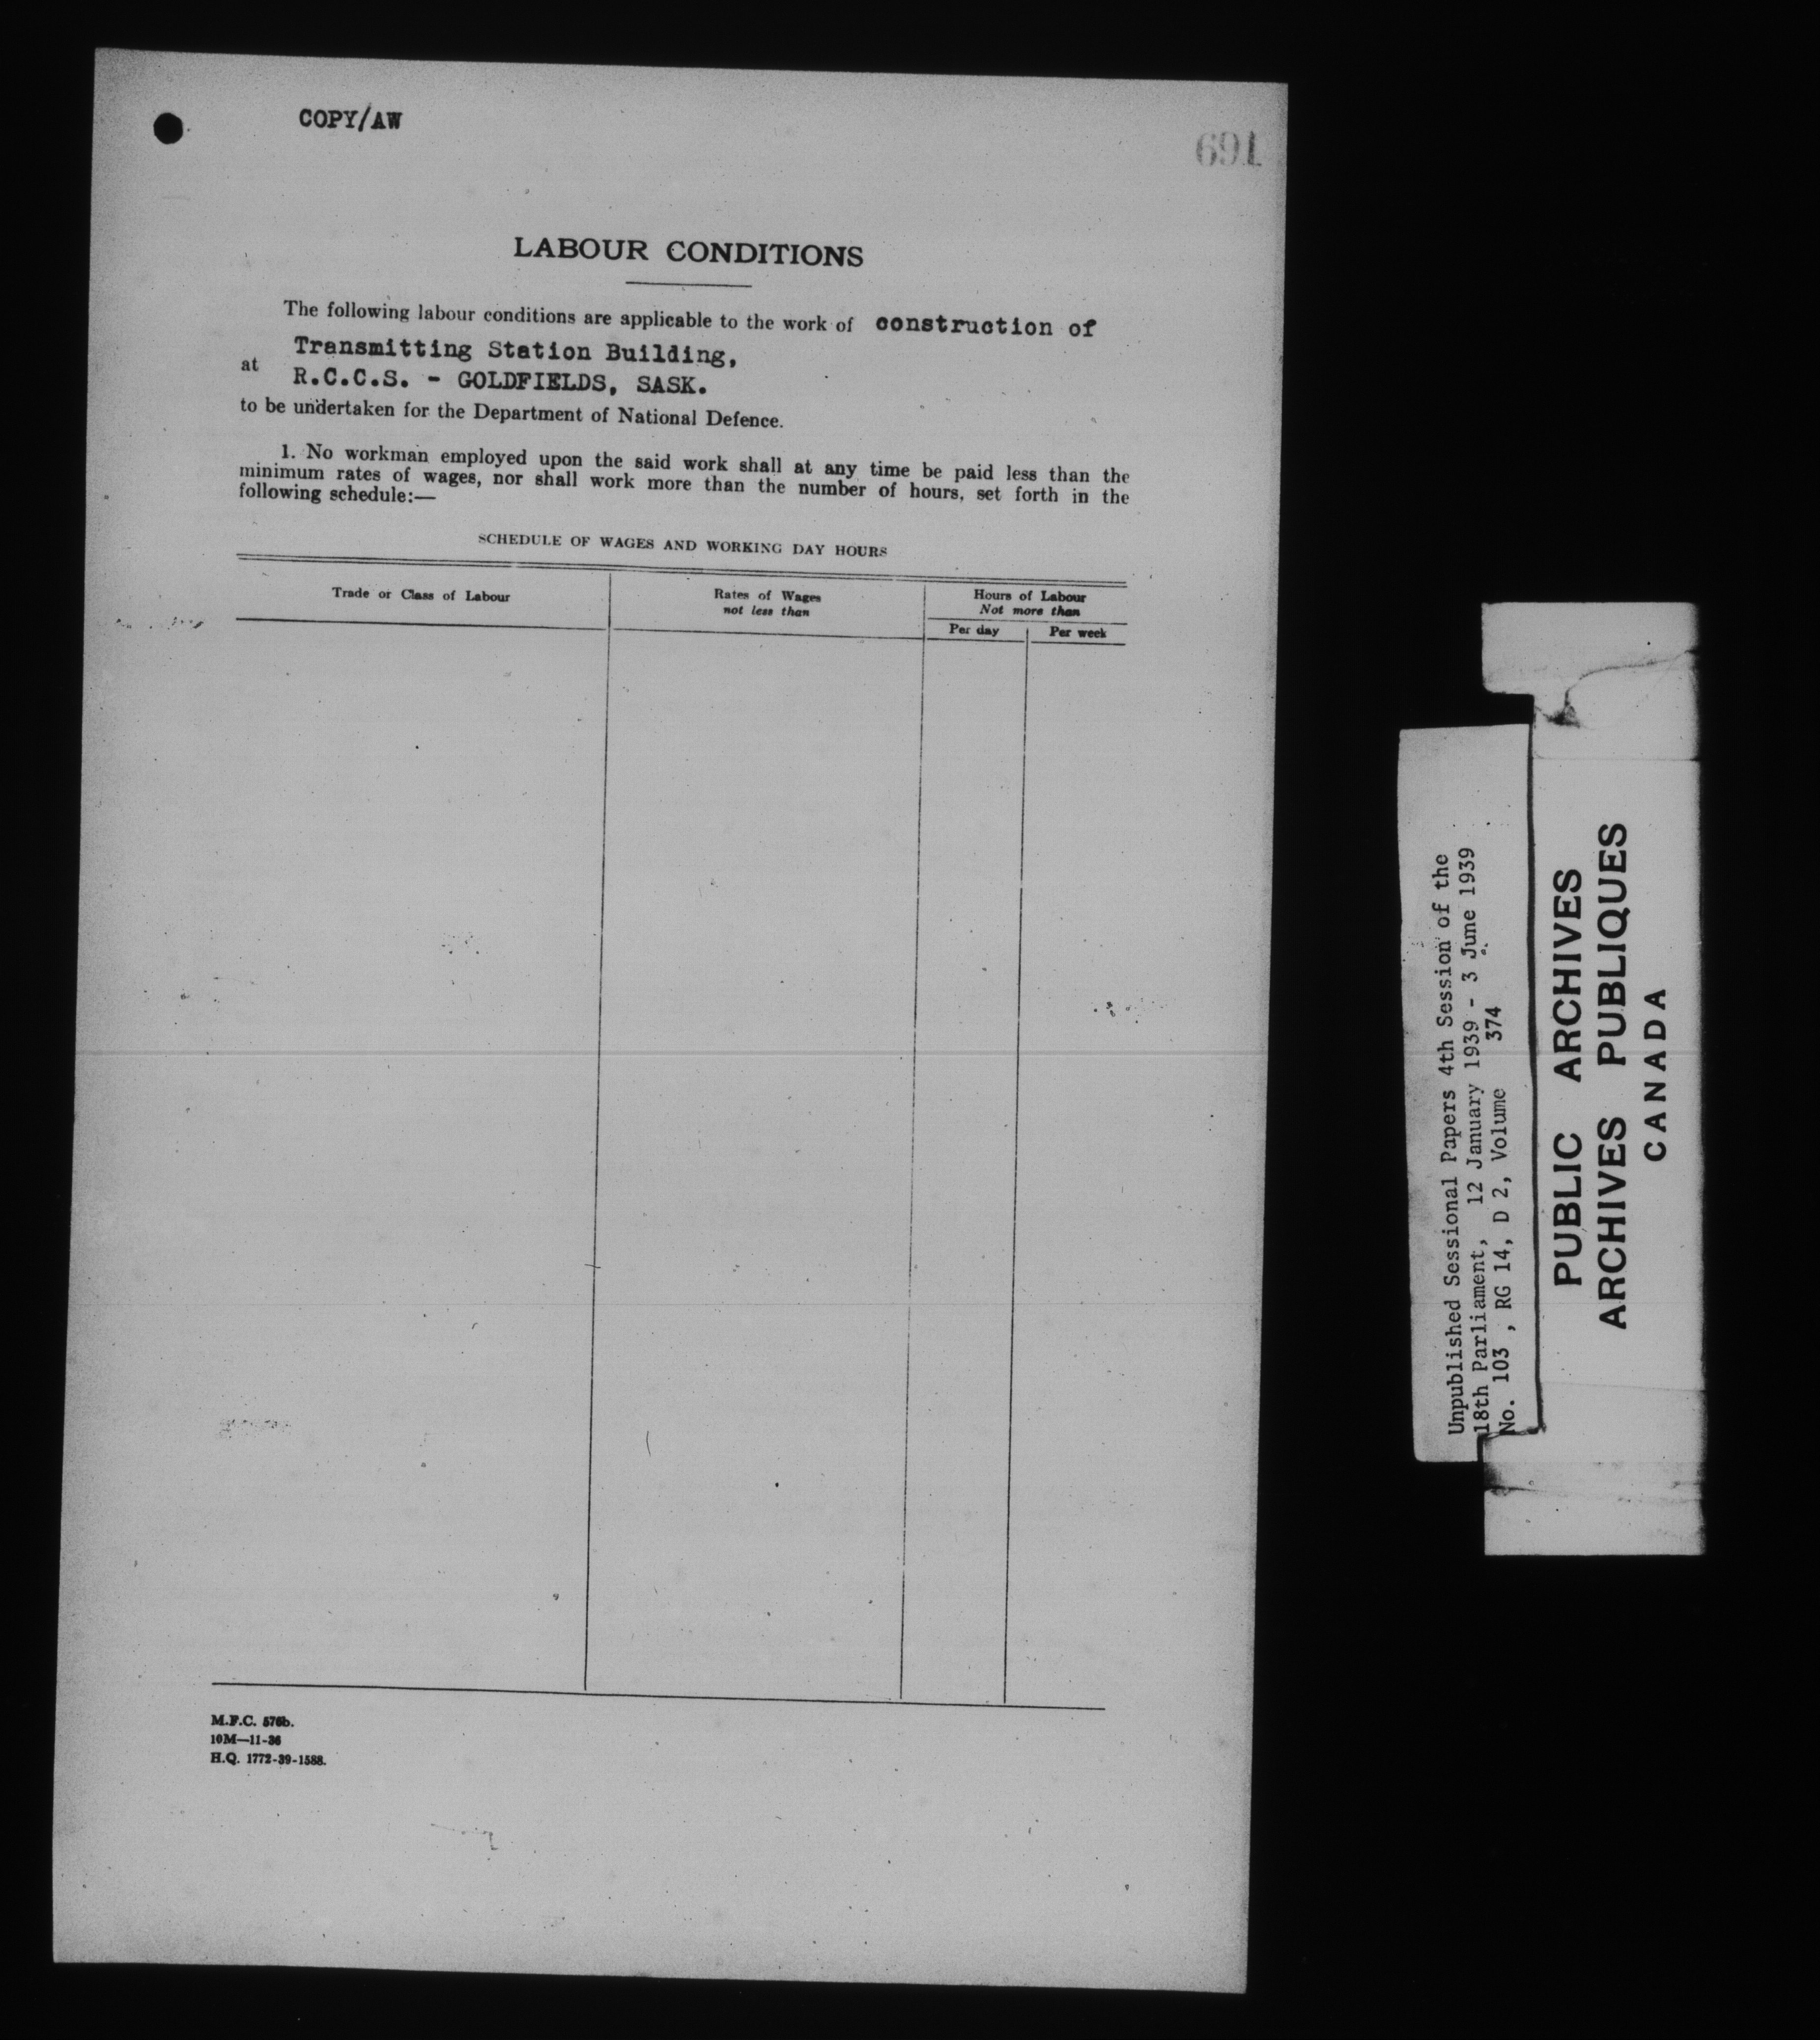 COPY/AW
691
LABOUR CONDITIONS
The following labour conditions are applicable to the work of construction of
Transmitting Station Building,
at R.C.C.S. - GOLDFIELDS, SASK.
to be undertaken for the Department of National Defence.
1. No workman employed upon the said work shall at any time be paid less than the
minimum rates of wages, nor shall work more than the number of hours, set forth in the
following schedule:—
SCHEDULE OF WAGES AND WORKING DAY HOURS
Trade or Class of Labour
Rates of Wages
not less than
Hours of Labour
Not more than
Per day
Per week
M.F.C. 576b.
10M—11-36
H.Q. 1772-39-1588.
Unpublished Sessional Papers 4th Session of the
18th Parliament, 12 January 1939 - 3 June 1939
No. 103 , RG 14, D 2, Volume 374
PUBLIC ARCHIVES
ARCHIVES PUBLIQUES
CANADA